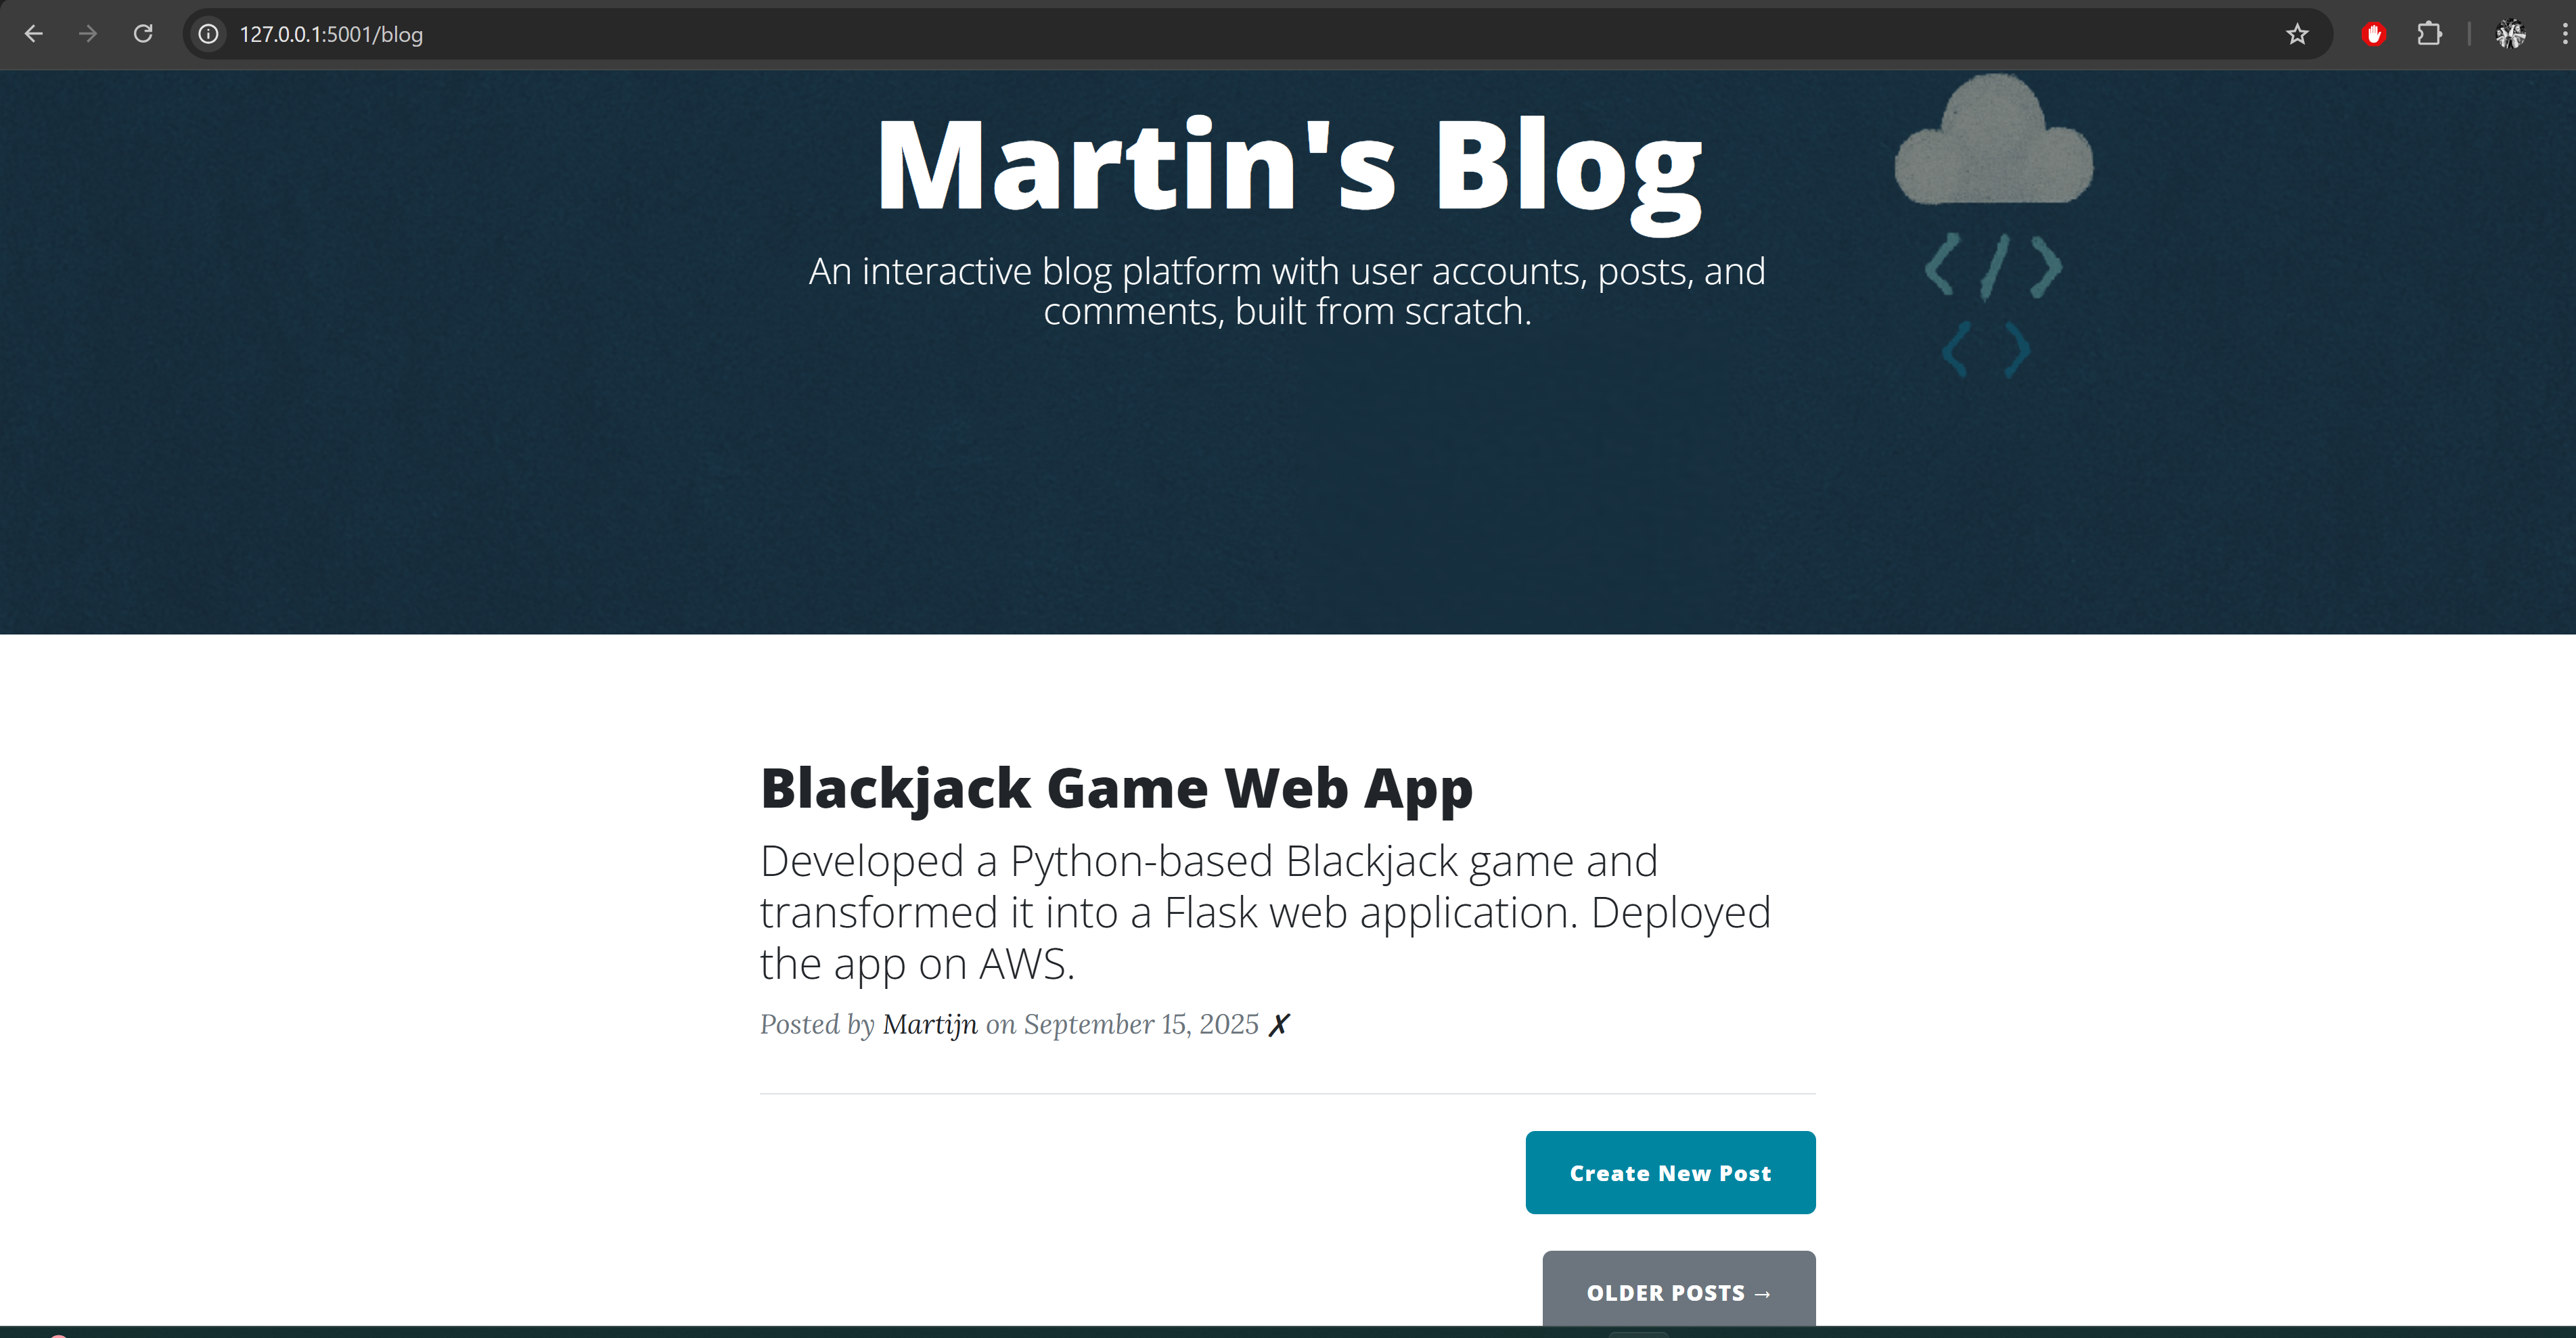 127.0.0.1:5001/blog
Martin's Blog
An interactive blog platform with user accounts, posts, and
comments, built from scratch.
</>
< >
Blackjack Game Web App
Developed a Python-based Blackjack game and
transformed it into a Flask web application. Deployed
the app on AWS.
Posted by Martijn on September 15, 2025 ✗
Create New Post
OLDER POSTS →